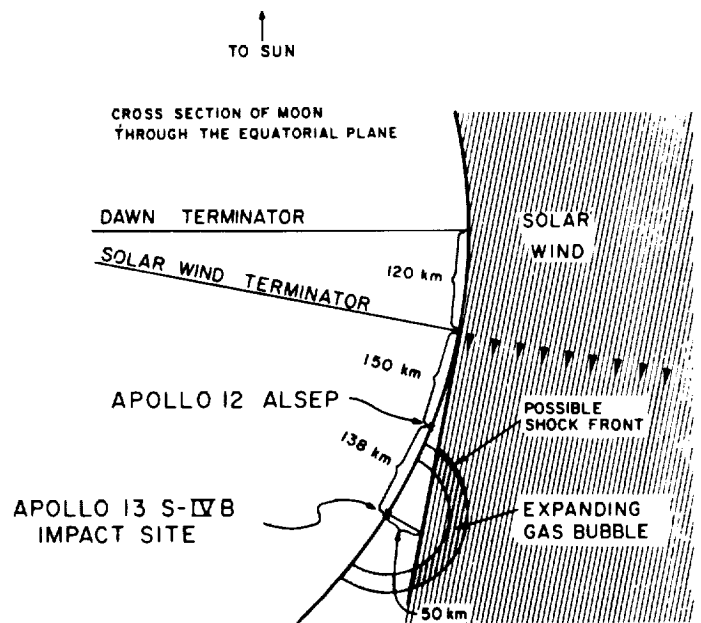 TO SUN
CROSS SECTION OF MOON
THROUGH THE EQUATORIAL PLANE
DAWN TERMINATOR
SOLAR
WIND
SOLAR WIND TERMINATOR
120 km
150 km
APOLLO 12 ALSEP
POSSIBLE
SHOCK FRONT
138 km
APOLLO 13 S-IVB
IMPACT SITE
EXPANDING
GAS BUBBLE
50 km